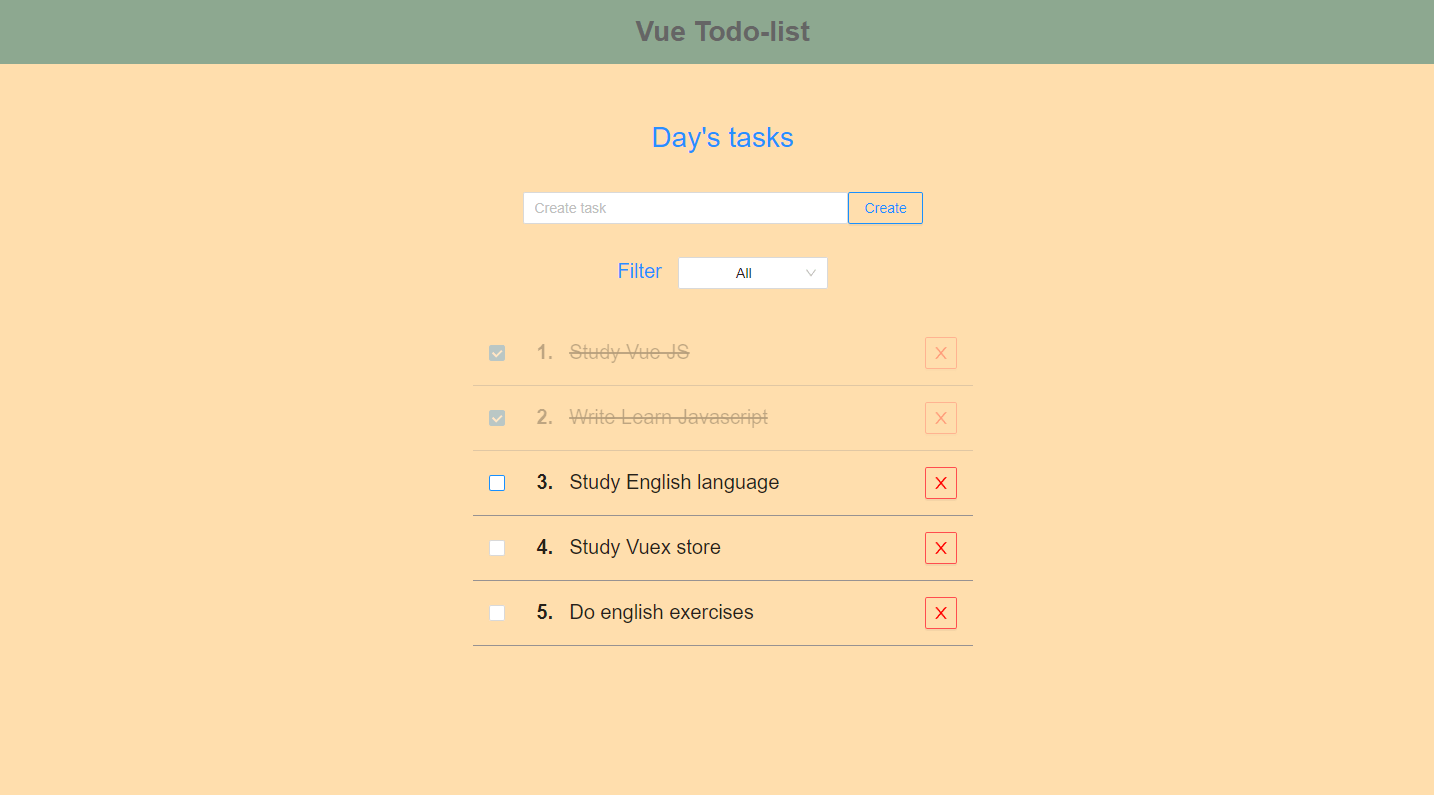 Vue Todo-list
Day's tasks
Create task Create
Filter All
1. Study Vue JS
2. Write Learn Javascript
3. Study English language
4. Study Vuex store
5. Do english exercises